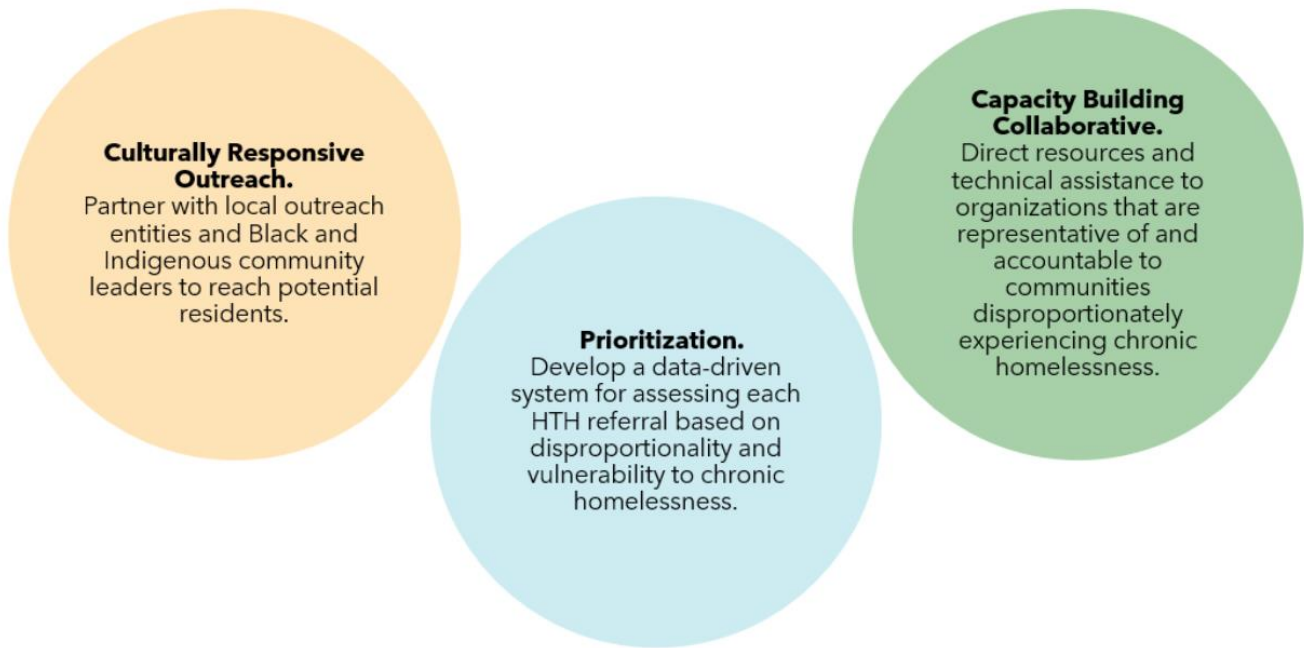 Culturally Responsive
Outreach.
Partner with local outreach
entities and Black and
Indigenous community
leaders to reach potential
residents.
Prioritization.
Develop a data-driven
system for assessing each
HTH referral based on
disproportionality and
vulnerability to chronic
homelessness.
Capacity Building
Collaborative.
Direct resources and
technical assistance to
organizations that are
representative of and
accountable to
communities
disproportionately
experiencing chronic
homelessness.